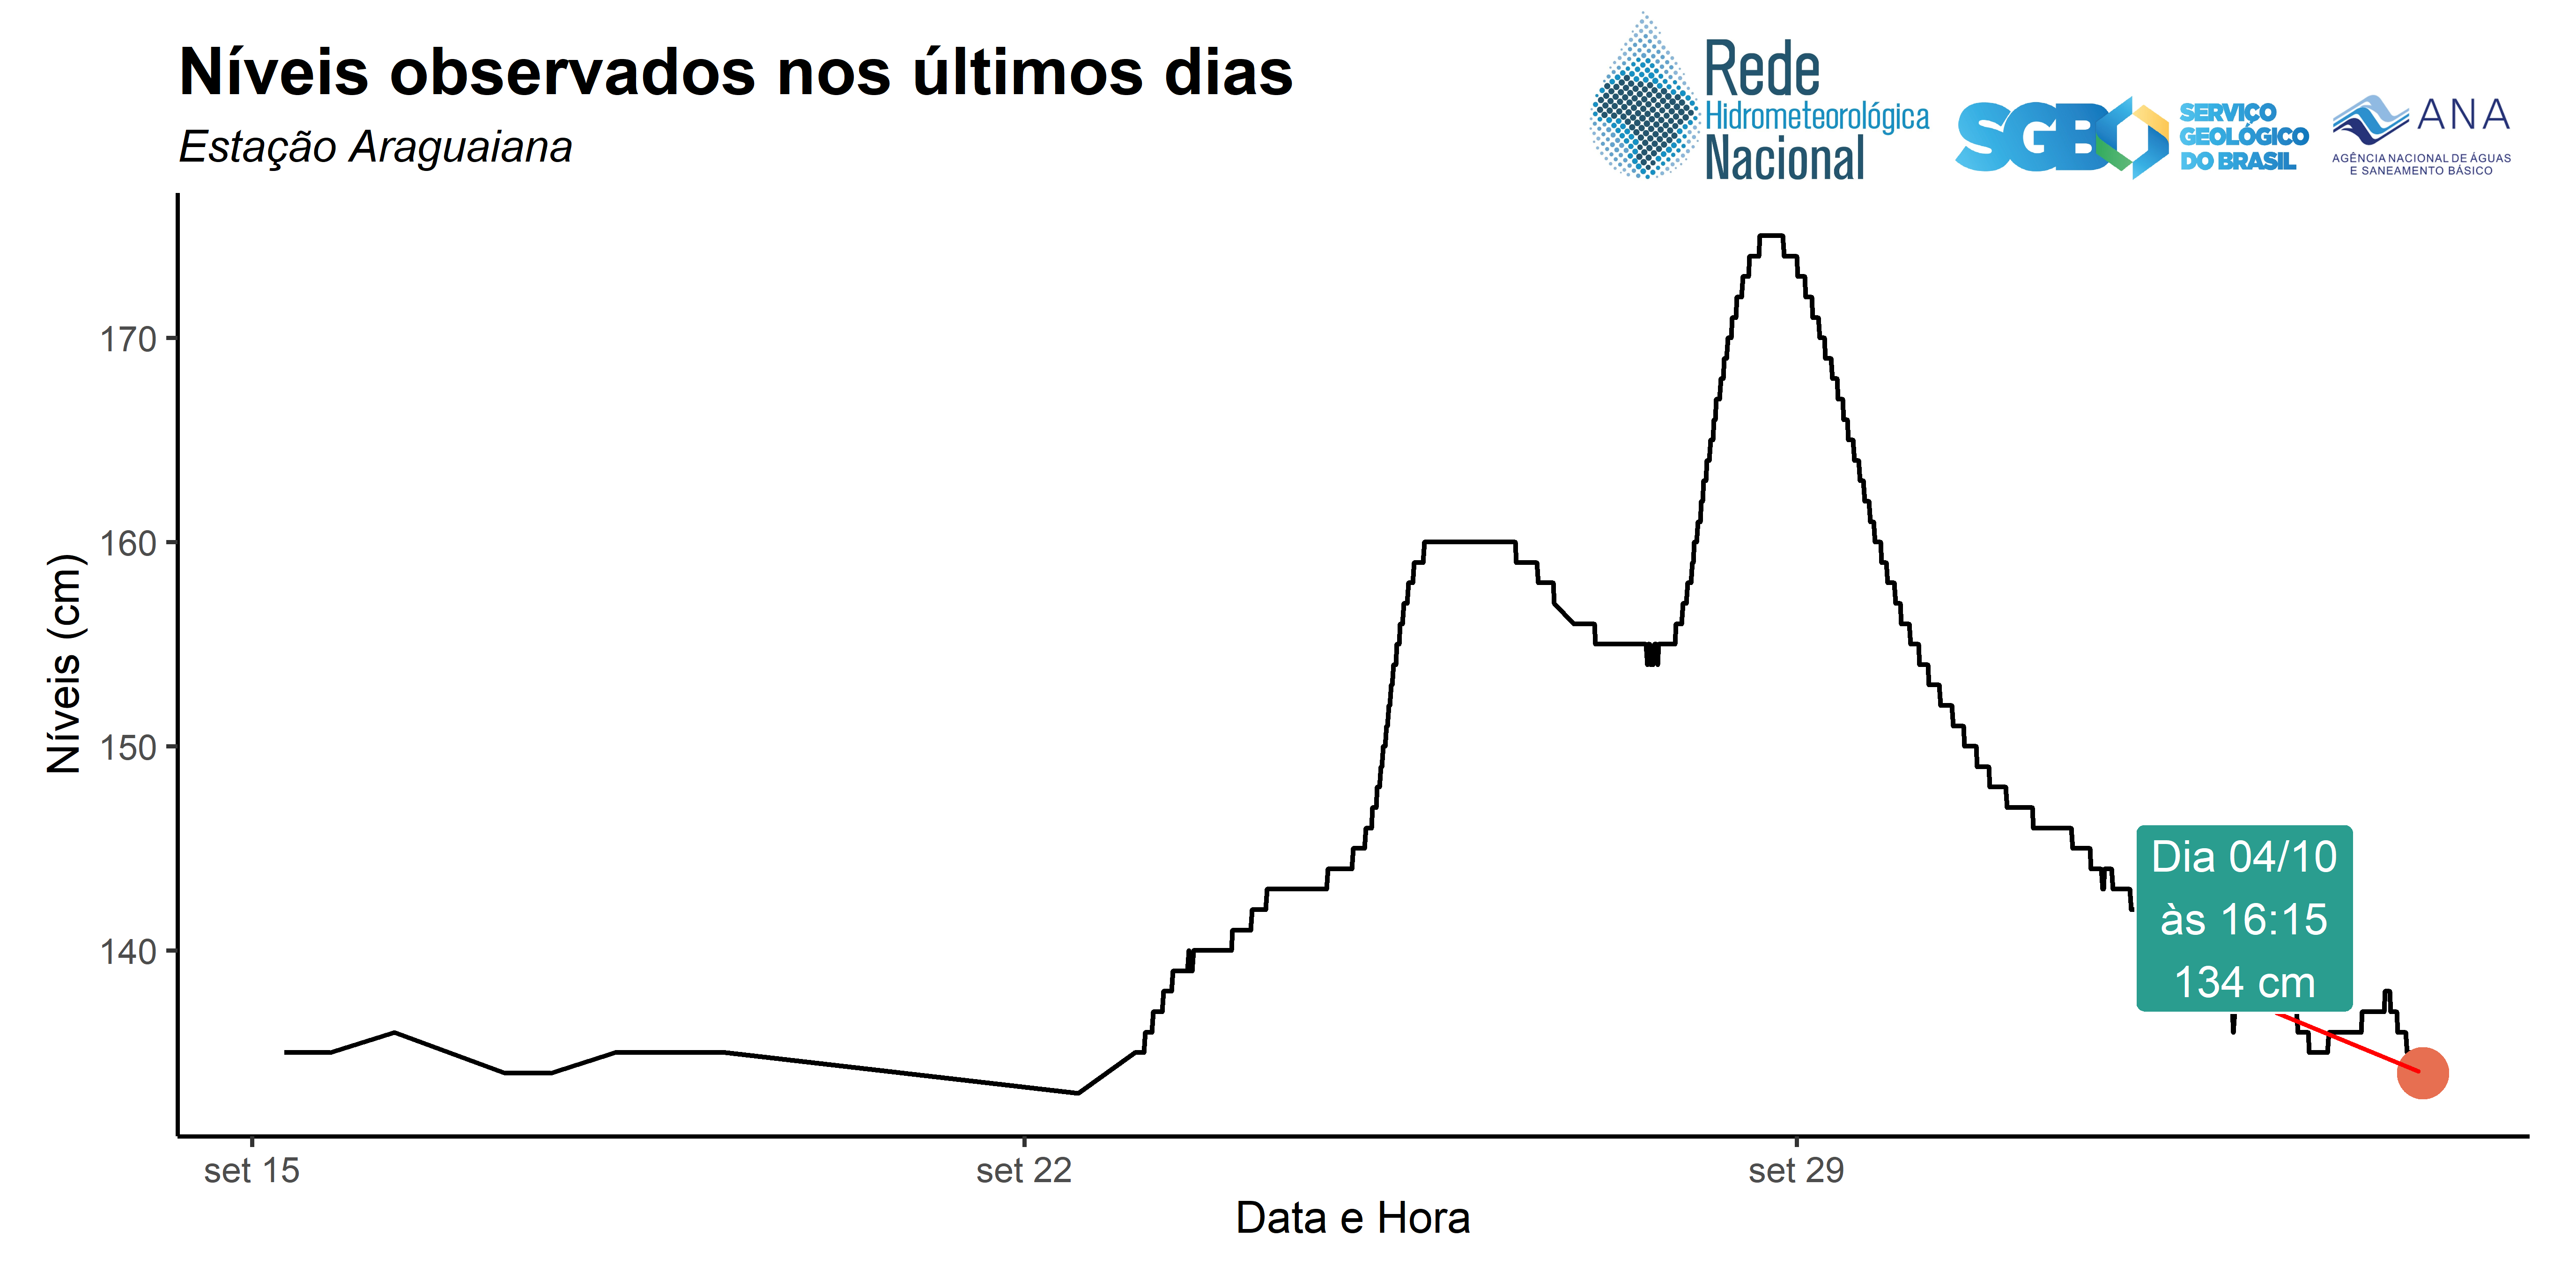 Níveis observados nos últimos dias
Estação Araguaiana
Rede
Hidrometeorológica
Nacional
SGB
SERVIÇO
GEOLÓGICO
DO BRASIL
ANA
AGÊNCIA NACIONAL DE ÁGUAS
E SANEAMENTO BÁSICO
Níveis (cm)
170
160
150
140
Dia 04/10
às 16:15
134 cm
set 15
set 22
set 29
Data e Hora